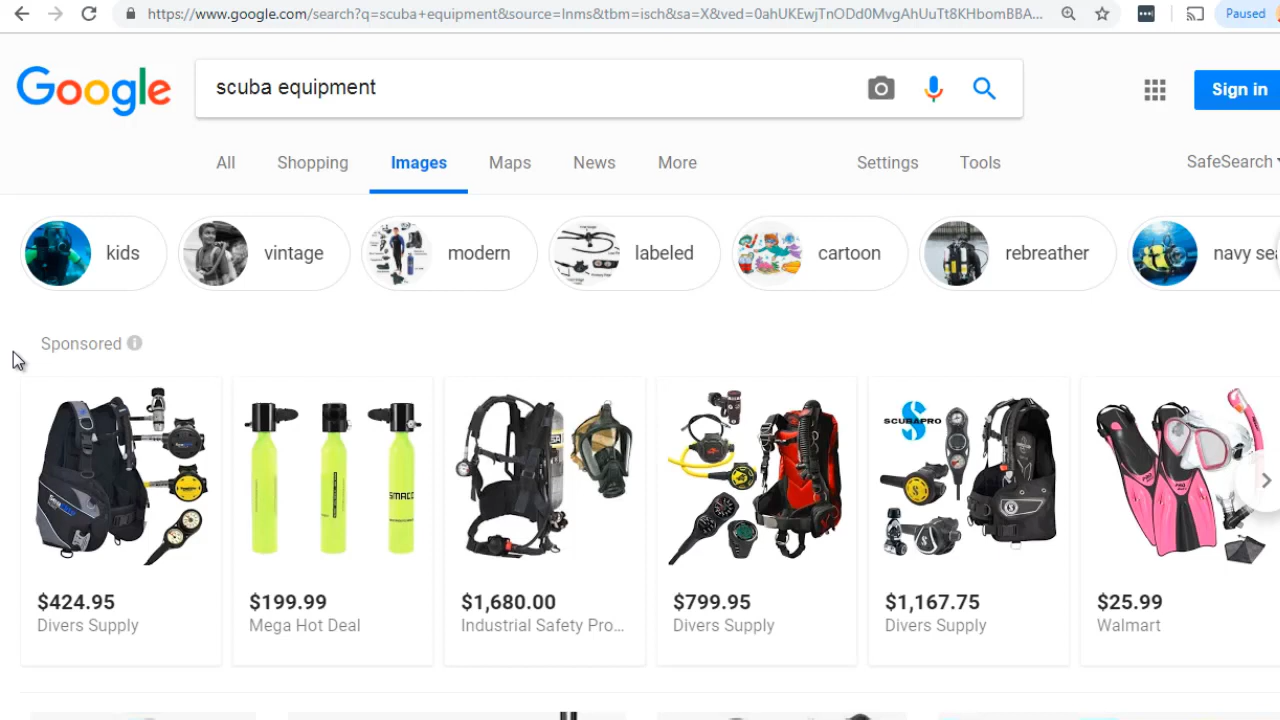 https://www.google.com/search?q=scuba+equipment&source=lnms&tbm=isch&sa=X&ved=0ahUKEwjTnODd0MvgAhUuTt8KHbomBBA...
Paused
Google
scuba equipment
Sign in
All Shopping Images Maps News More Settings Tools SafeSearch
kids vintage modern labeled cartoon rebreather navy sea
Sponsored
SCUBAPRO
SMACO
$424.95 $199.99 $1,680.00 $799.95 $1,167.75 $25.99
Divers Supply Mega Hot Deal Industrial Safety Pro... Divers Supply Divers Supply Walmart